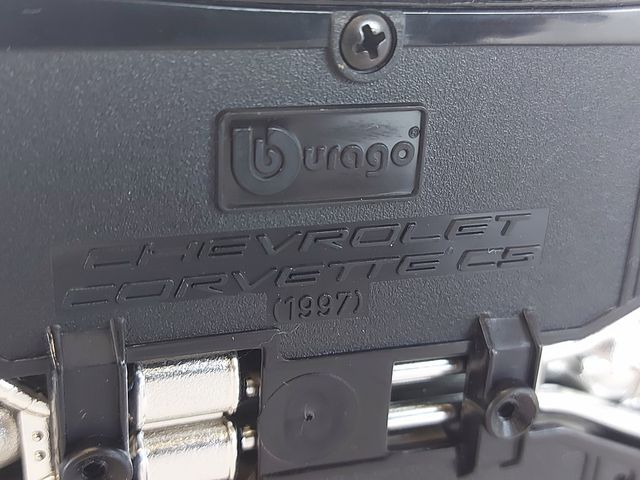 burago®
CHEVROLET
CORVETTE C5
(1997)